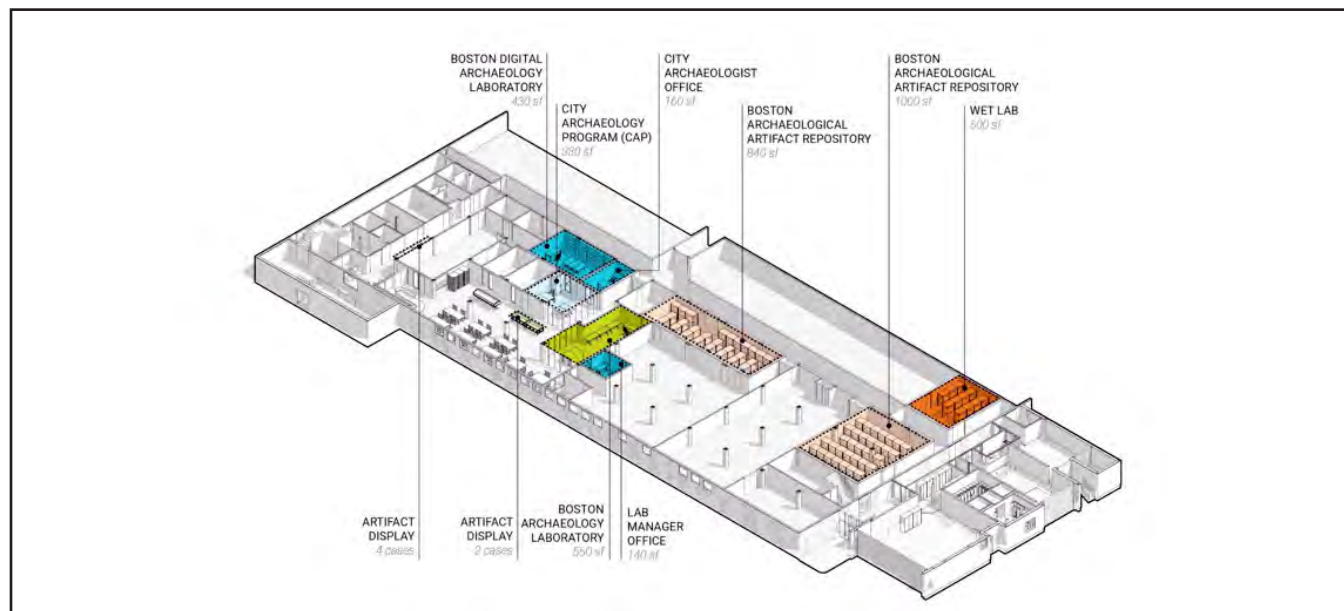 BOSTON DIGITAL
ARCHAEOLOGY
LABORATORY
430 sf
CITY
ARCHAEOLOGY
PROGRAM (CAP)
380 sf
CITY
ARCHAEOLOGIST
OFFICE
160 sf
BOSTON
ARCHAEOLOGICAL
ARTIFACT REPOSITORY
840 sf
BOSTON
ARCHAEOLOGICAL
ARTIFACT REPOSITORY
1000 sf
WET LAB
500 sf
ARTIFACT
DISPLAY
4 cases
ARTIFACT
DISPLAY
2 cases
BOSTON
ARCHAEOLOGY
LABORATORY
550 sf
LAB
MANAGER
OFFICE
140 sf